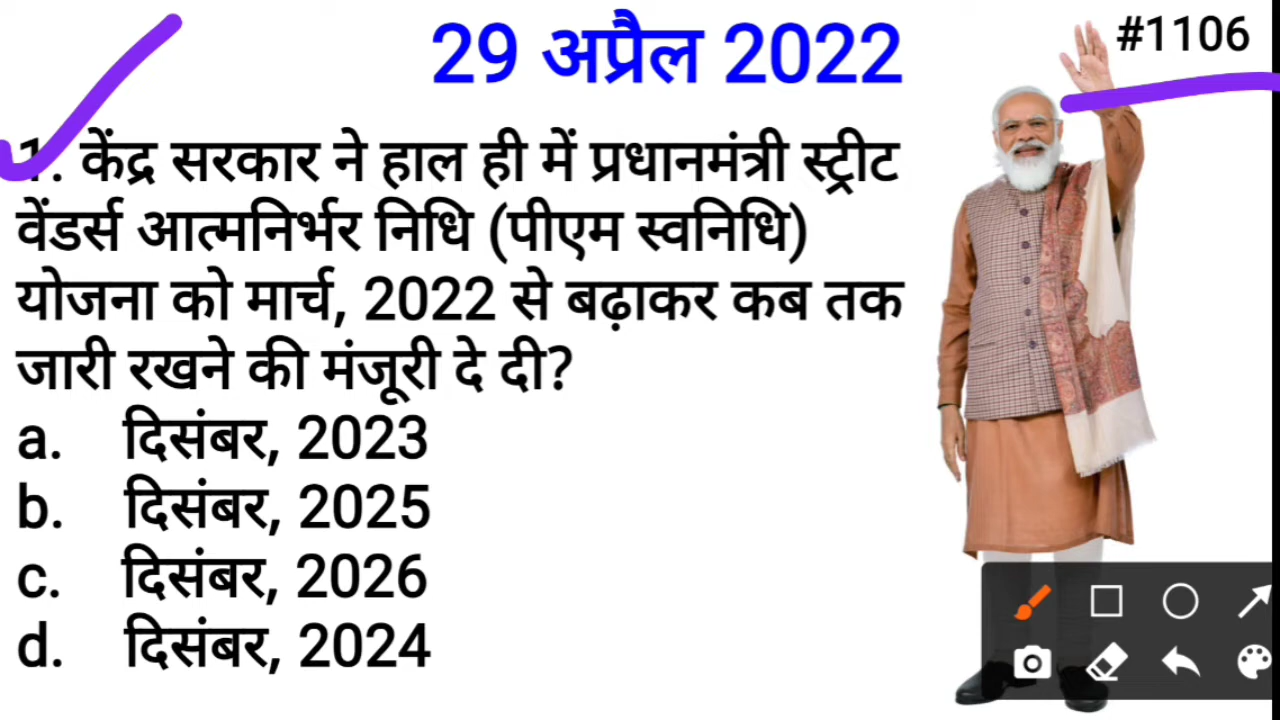 29 अप्रैल 2022
#1106
1. केंद्र सरकार ने हाल ही में प्रधानमंत्री स्ट्रीट
वेंडर्स आत्मनिर्भर निधि (पीएम स्वनिधि)
योजना को मार्च, 2022 से बढ़ाकर कब तक
जारी रखने की मंजूरी दे दी?
a. दिसंबर, 2023
b. दिसंबर, 2025
c. दिसंबर, 2026
d. दिसंबर, 2024